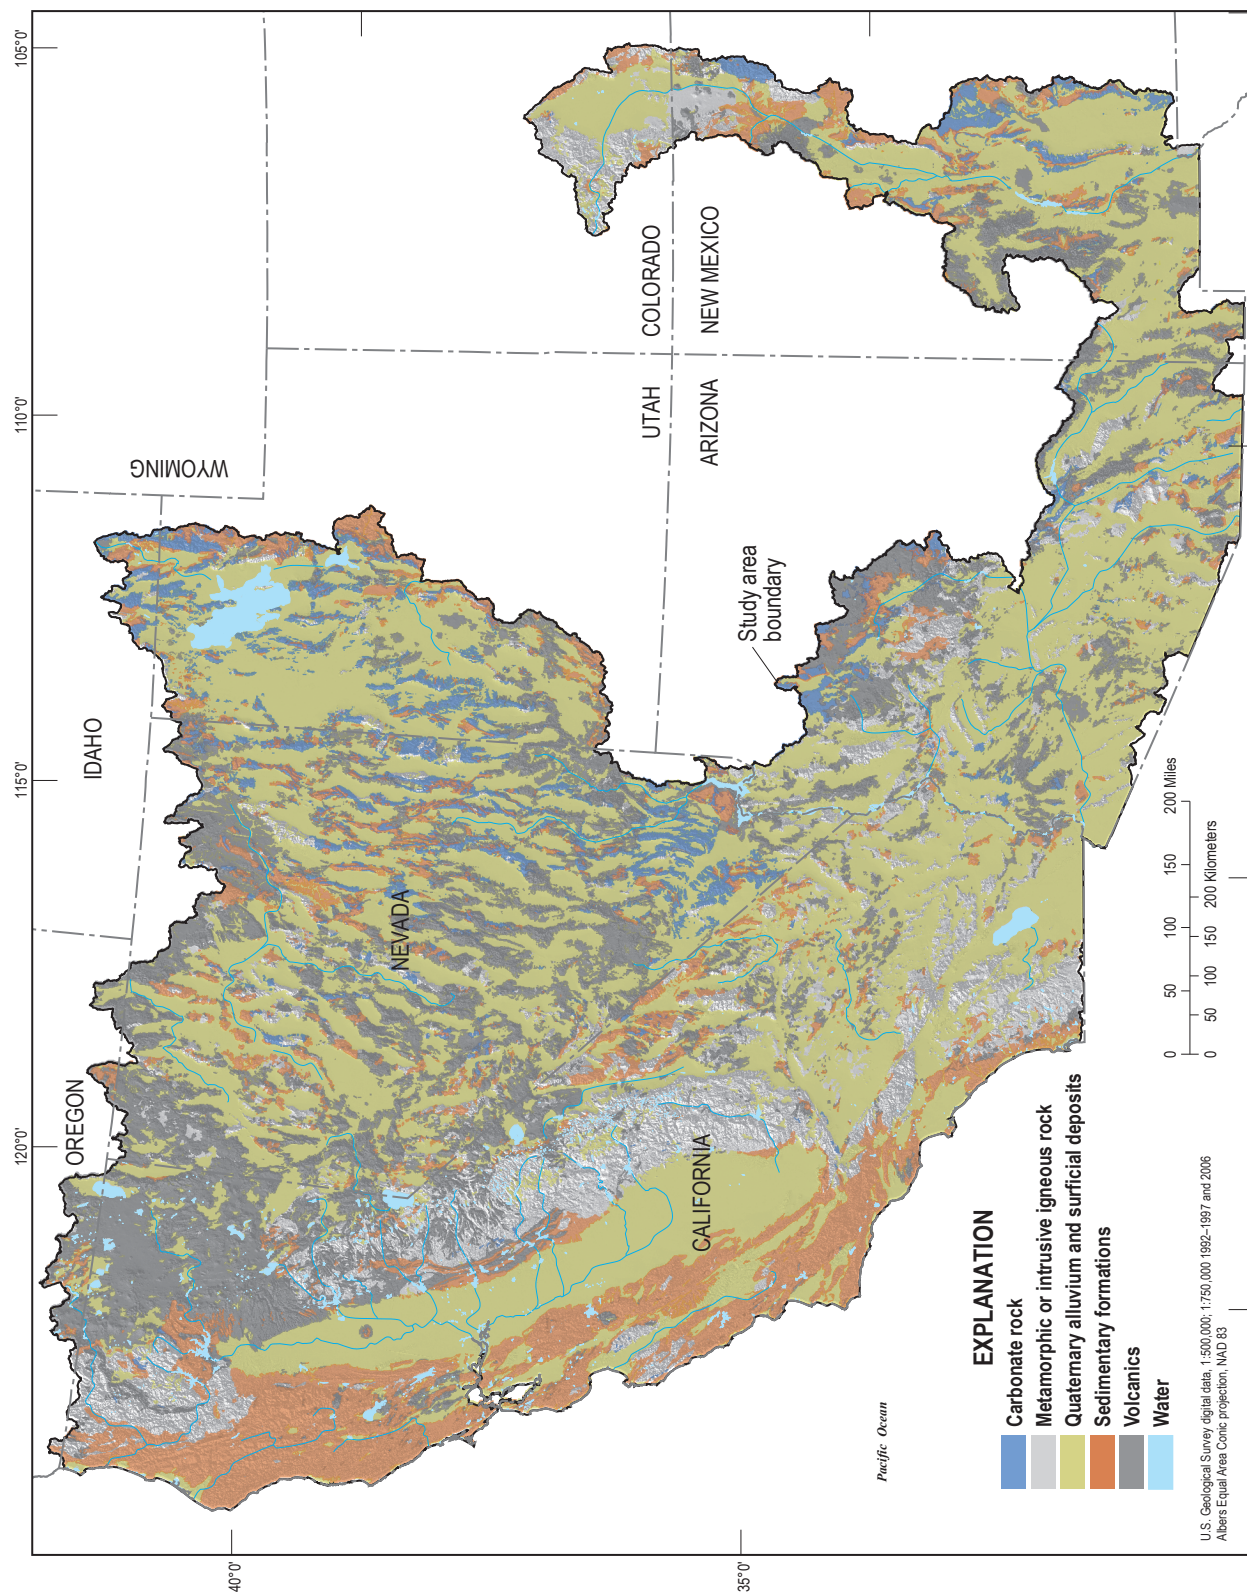 105°0'
110°0'
115°0'
120°0'
40°0'
35°0'
WYOMING
IDAHO
OREGON
UTAH
COLORADO
ARIZONA
NEW MEXICO
NEVADA
CALIFORNIA
Study area
boundary
Pacific Ocean
EXPLANATION
Carbonate rock
Metamorphic or intrusive igneous rock
Quaternary alluvium and surficial deposits
Sedimentary formations
Volcanics
Water
0 50 100 150 200 Miles
0 50 100 150 200 Kilometers
U.S. Geological Survey digital data, 1:500,000; 1:750,000 1992–1997 and 2006
Albers Equal Area Conic projection, NAD 83